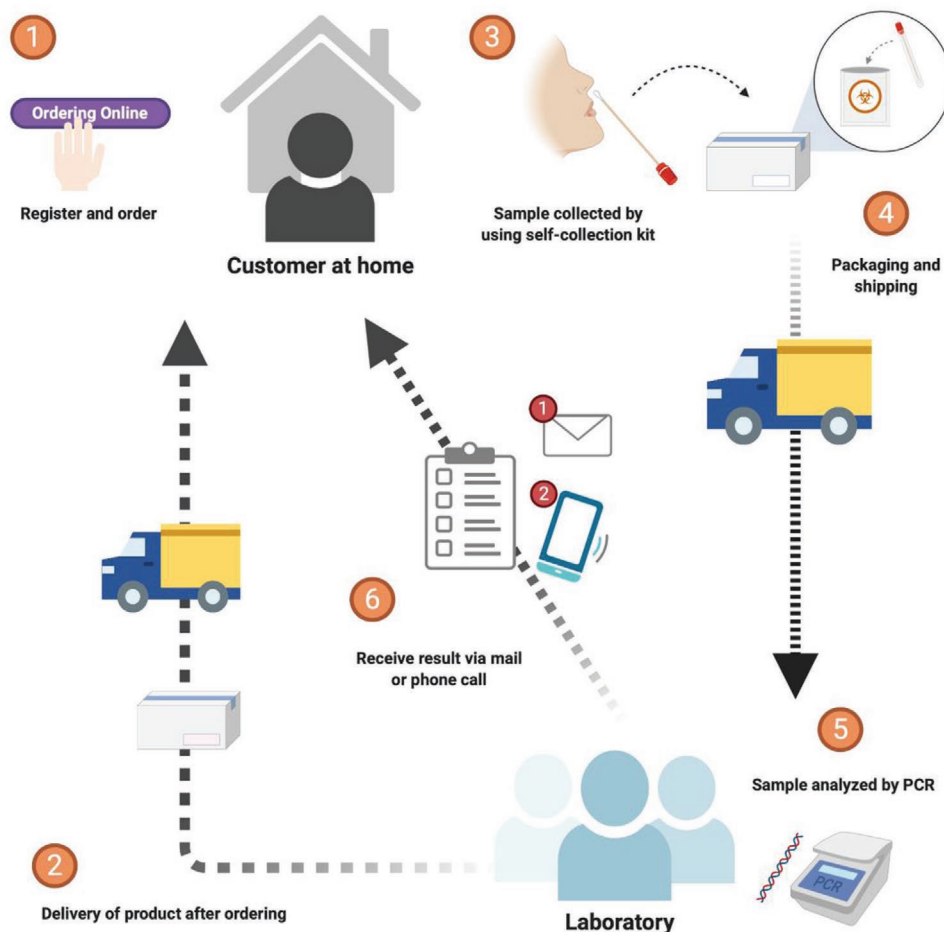 1
Ordering Online
Register and order
Customer at home
3
Sample collected by
using self-collection kit
4
Packaging and
shipping
1
2
6
Receive result via mail
or phone call
5
Sample analyzed by PCR
PCR
2
Delivery of product after ordering
Laboratory